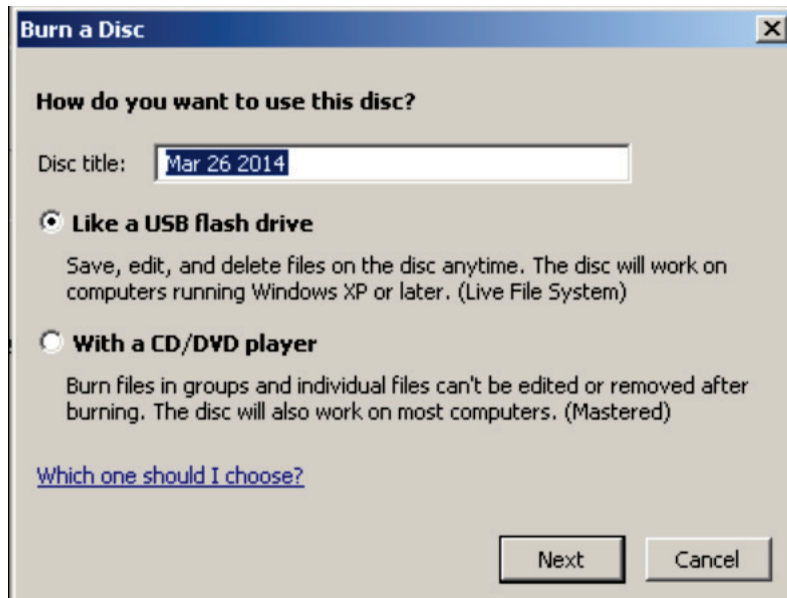 Burn a Disc
How do you want to use this disc?
Disc title: Mar 26 2014
Like a USB flash drive
Save, edit, and delete files on the disc anytime. The disc will work on
computers running Windows XP or later. (Live File System)
With a CD/DVD player
Burn files in groups and individual files can't be edited or removed after
burning. The disc will also work on most computers. (Mastered)
Which one should I choose?
Next Cancel